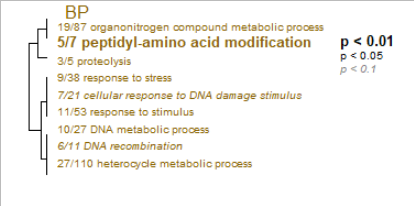 BP
19/87 organonitrogen compound metabolic process
5/7 peptidyl-amino acid modification
3/5 proteolysis
9/38 response to stress
7/21 cellular response to DNA damage stimulus
11/53 response to stimulus
10/27 DNA metabolic process
6/11 DNA recombination
27/110 heterocycle metabolic process
p < 0.01
p < 0.05
p < 0.1